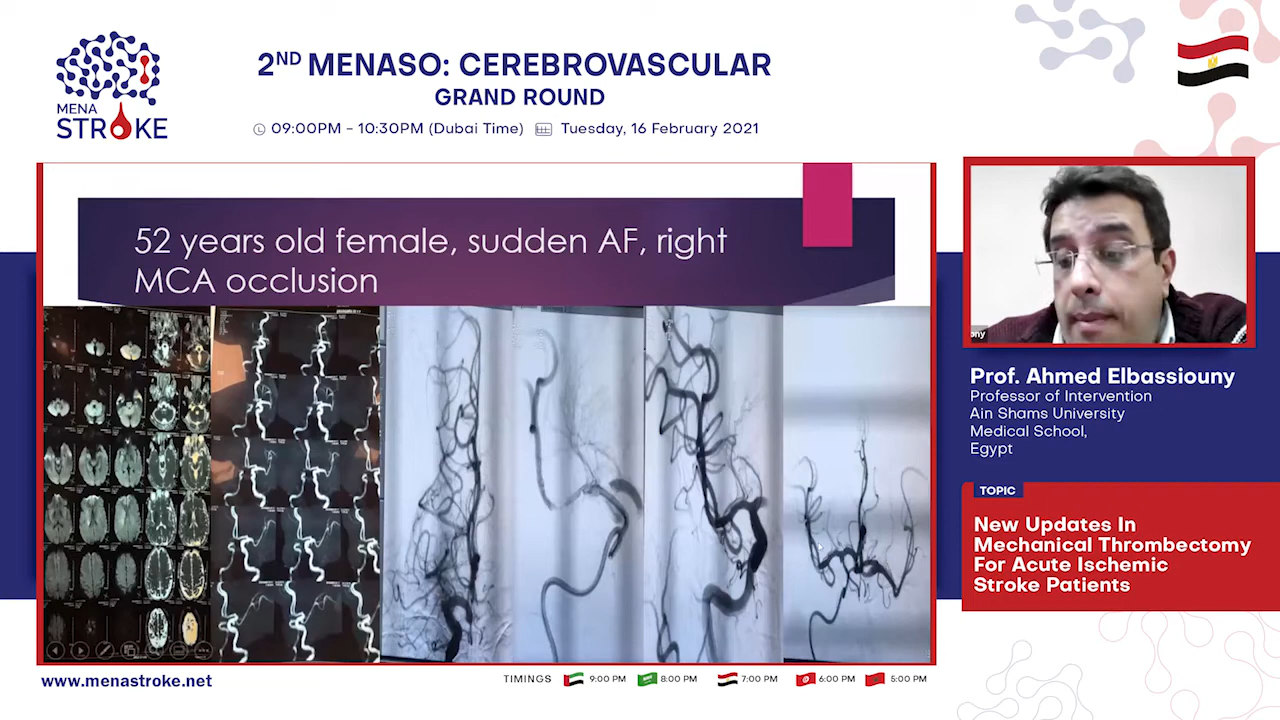 MENA
STROKE
2ND MENASO: CEREBROVASCULAR
GRAND ROUND
09:00PM - 10:30PM (Dubai Time) Tuesday, 16 February 2021
52 years old female, sudden AF, right
MCA occlusion
ony
Prof. Ahmed Elbassiouny
Professor of Intervention
Ain Shams University
Medical School,
Egypt
TOPIC
New Updates In
Mechanical Thrombectomy
For Acute Ischemic
Stroke Patients
www.menastroke.net
TIMINGS 9:00 PM 8:00 PM 7:00 PM 6:00 PM 5:00 PM